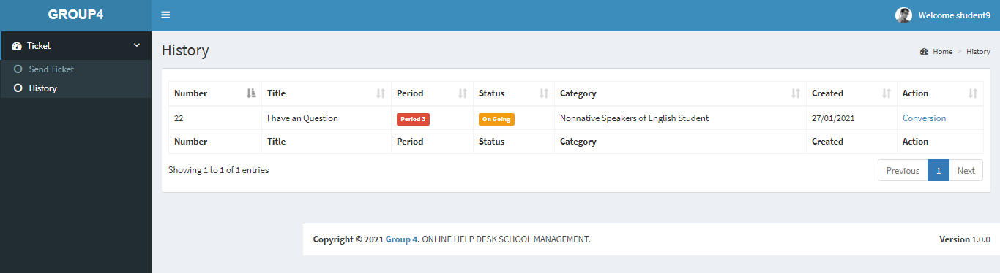 GROUP4
Welcome student9
Ticket
Send Ticket
History
History
Home > History
Number Title Period Status Category Created Action
22 I have an Question Period 3 On Going Nonnative Speakers of English Student 27/01/2021 Conversion
Number Title Period Status Category Created Action
Showing 1 to 1 of 1 entries
Previous 1 Next
Copyright © 2021 Group 4. ONLINE HELP DESK SCHOOL MANAGEMENT. Version 1.0.0